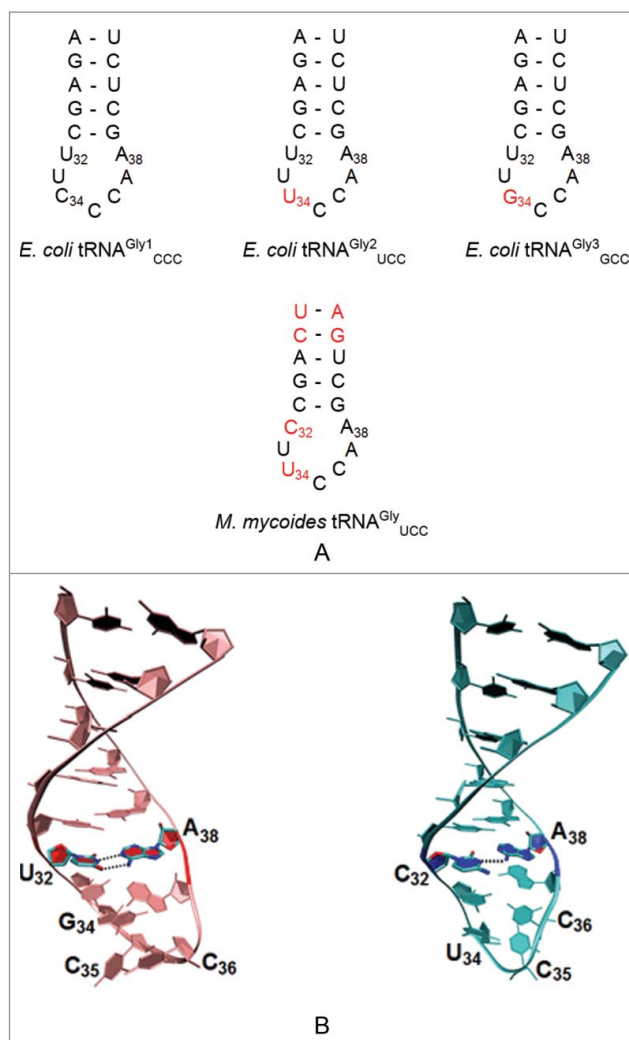 A - U A - U A - U
G - C G - C G - C
A - U A - U A - U
G - C G - C G - C
C - G C - G C - G
U32 A38 U32 A38 U32 A38
U A U A U A
C34 C C U34 C C G34 C C
E. coli tRNAGly1CCC E. coli tRNAGly2UCC E. coli tRNAGly3GCC
U - A
C - G
A - U
G - C
C - G
C32 A38
U A
U34 C
C
M. mycoides tRNAGlyUCC
A
A38 A38
U32 C32
G34 C36
C35 C36 U34 C35
B